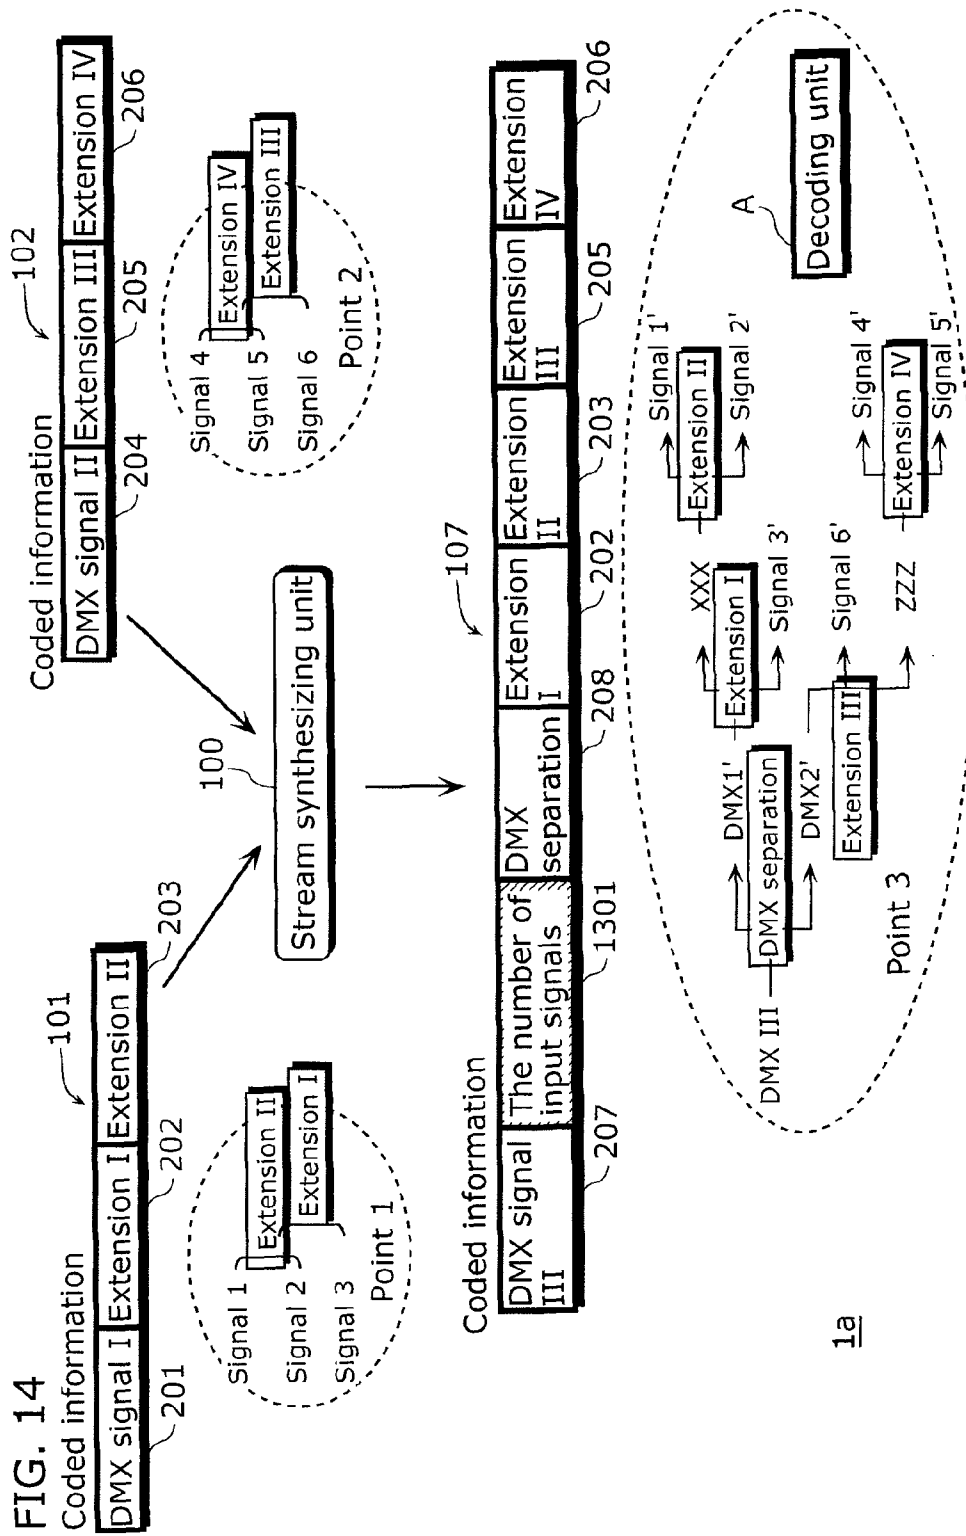 FIG. 14
Coded information
101
DMX signal I
Extension I
Extension II
201
202
203
Signal 1
Signal 2
Signal 3
Extension II
Extension I
Point 1
Coded information
102
DMX signal II
Extension III
Extension IV
204
205
206
Signal 4
Signal 5
Signal 6
Extension IV
Extension III
Point 2
100
Stream synthesizing unit
Coded information
107
DMX signal
III
The number of
input signals
DMX
separation
Extension
I
Extension
II
Extension
III
Extension
IV
207
1301
208
202
203
205
206
DMX III
DMX separation
DMX1'
DMX2'
Extension I
Extension III
XXX
Signal 3'
Signal 6'
ZZZ
Extension II
Extension IV
Signal 1'
Signal 2'
Signal 4'
Signal 5'
Point 3
A
Decoding unit
1a